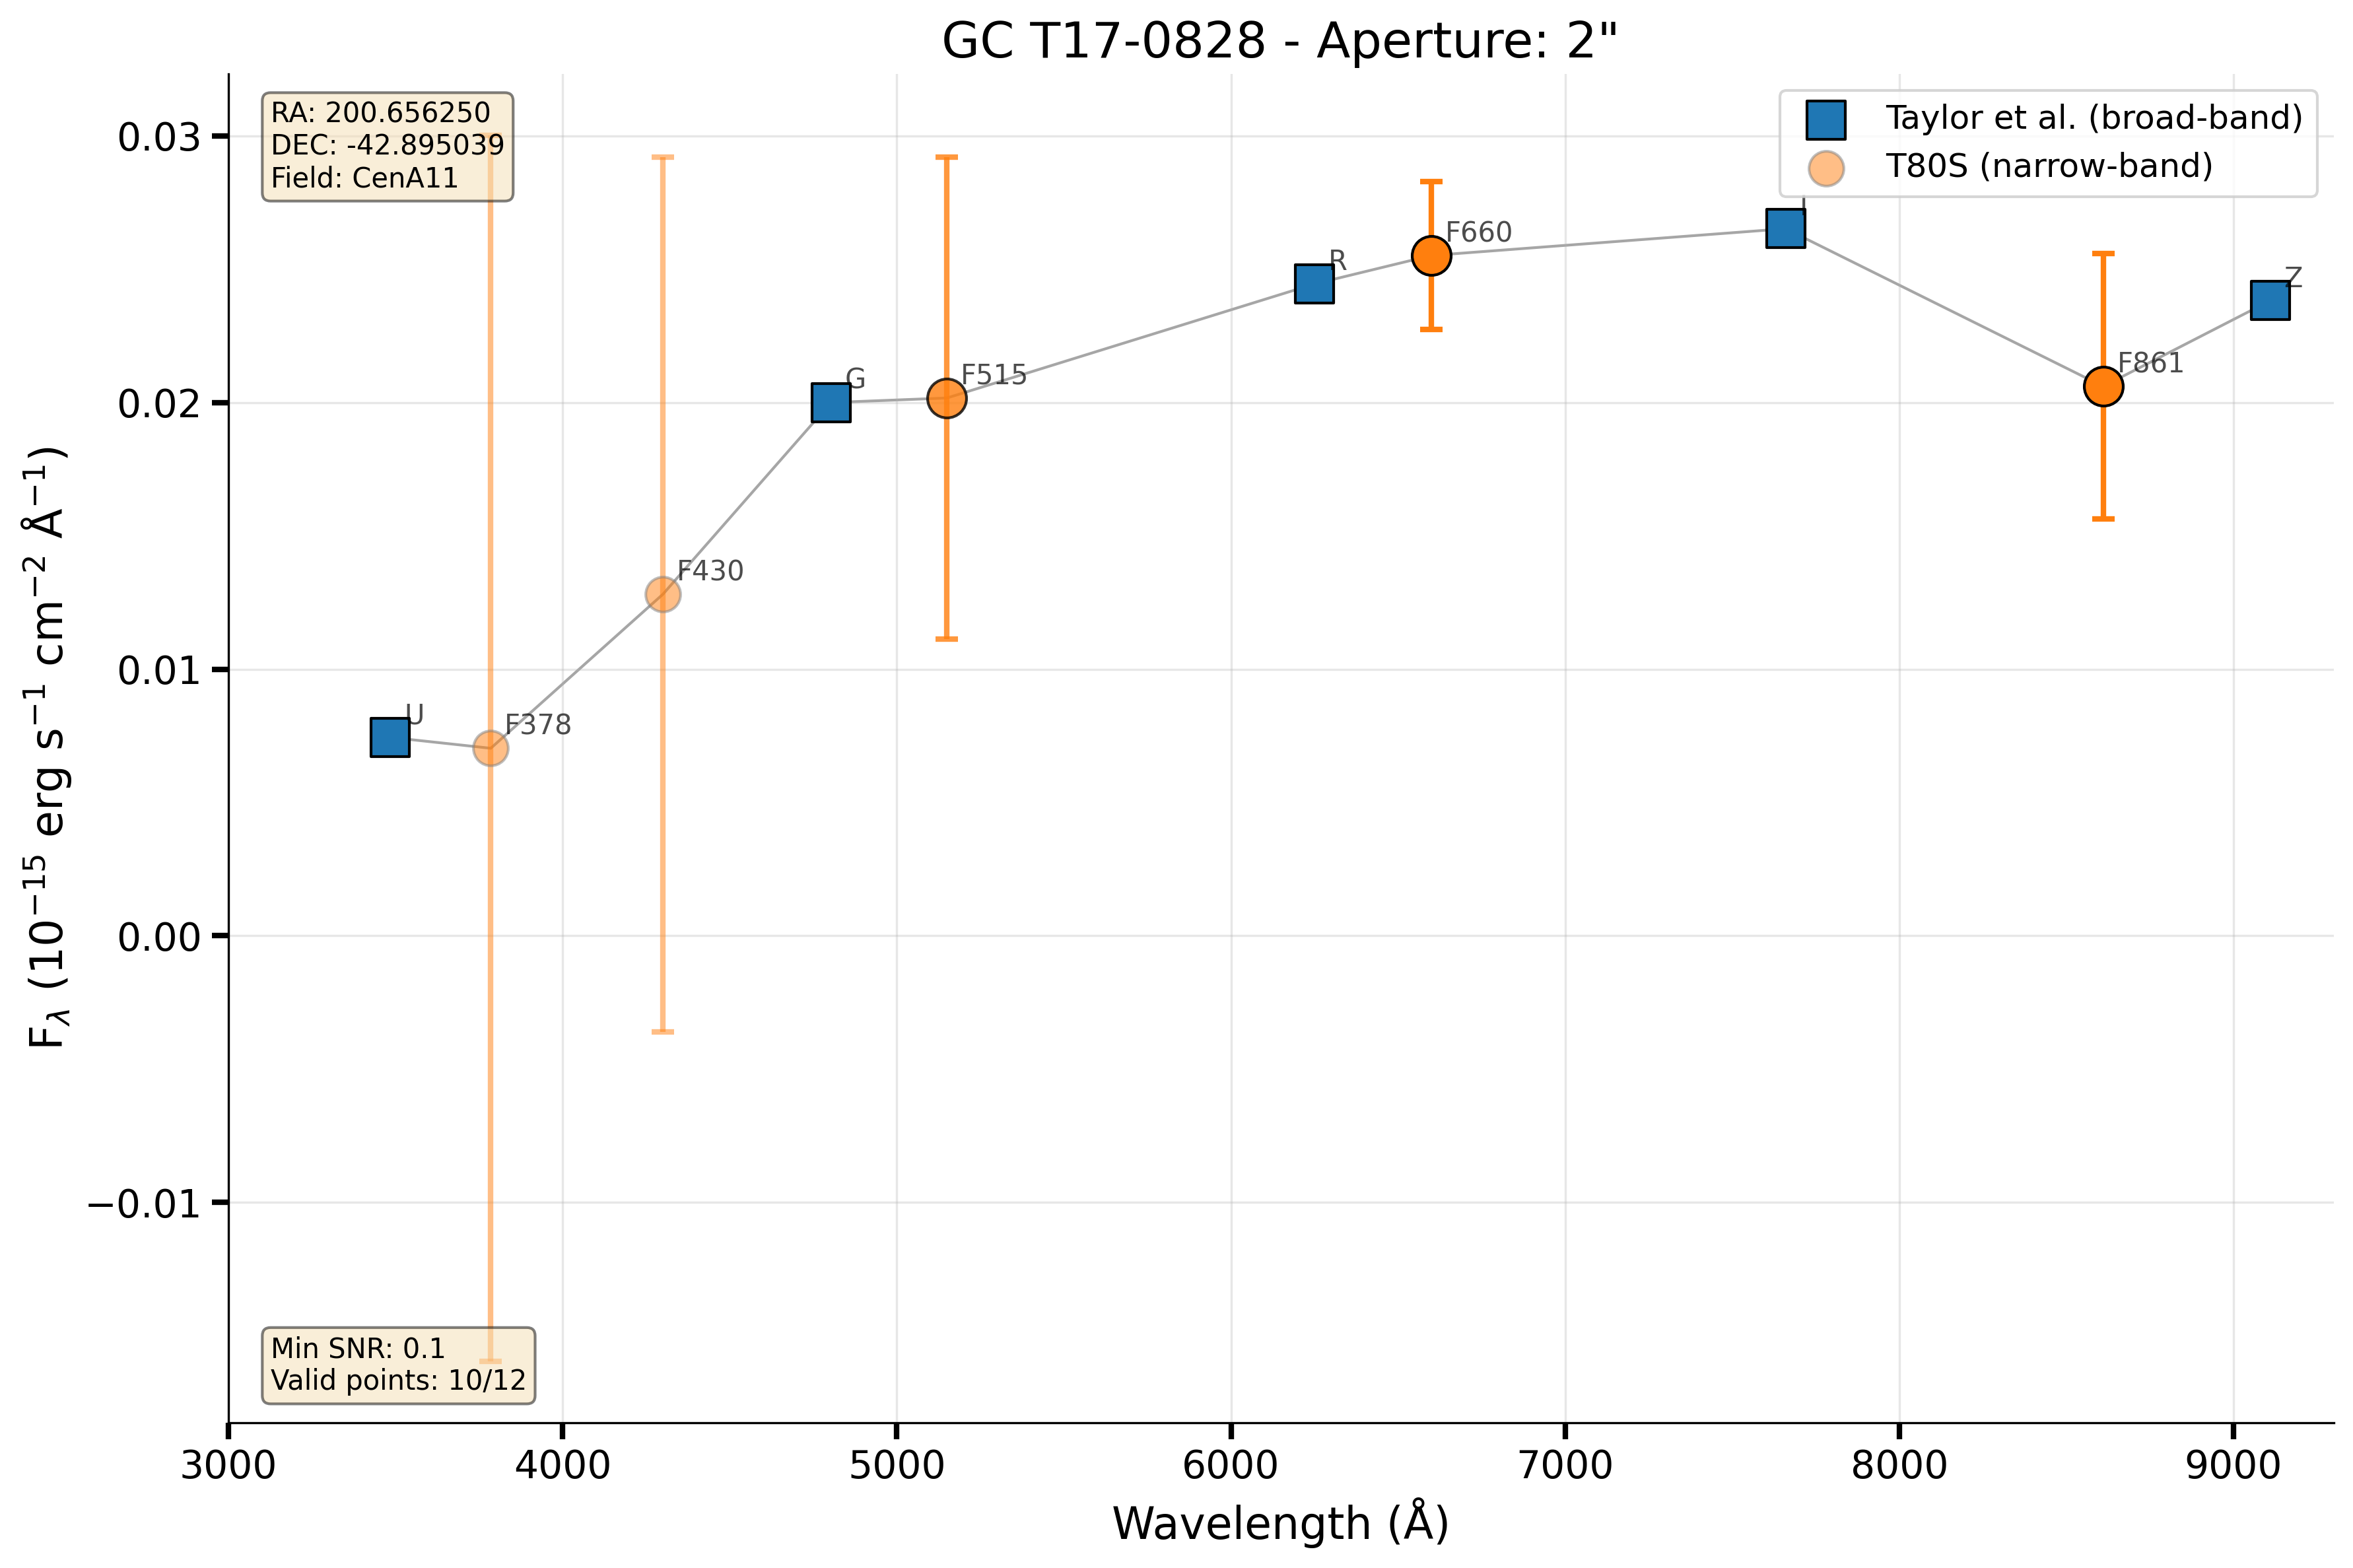 GC T17-0828 - Aperture: 2"
RA: 200.656250
DEC: -42.895039
Field: CenA11
Taylor et al. (broad-band)
T80S (narrow-band)
0.03
0.02
0.01
0.00
−0.01
F_λ (10⁻¹⁵ erg s⁻¹ cm⁻² Å⁻¹)
U
F378
F430
G
F515
R
F660
I
F861
Z
Min SNR: 0.1
Valid points: 10/12
3000 4000 5000 6000 7000 8000 9000
Wavelength (Å)